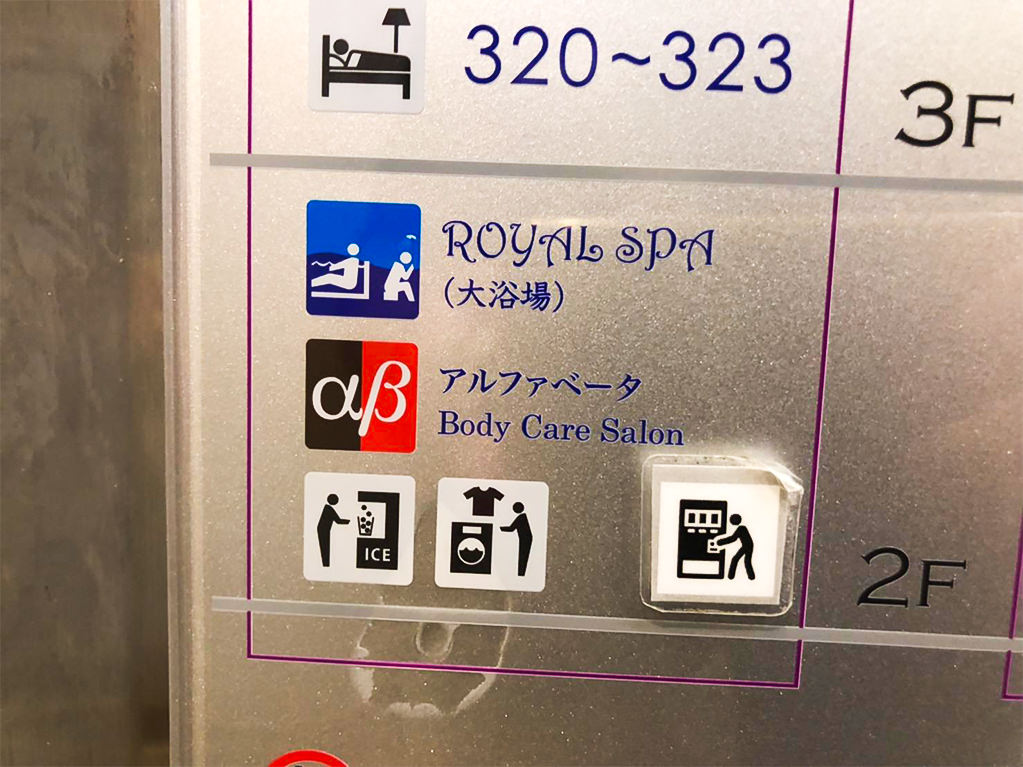 320~323
3F
ROYAL SPA
(大浴場)
αβ
アルファベータ
Body Care Salon
ICE
2F